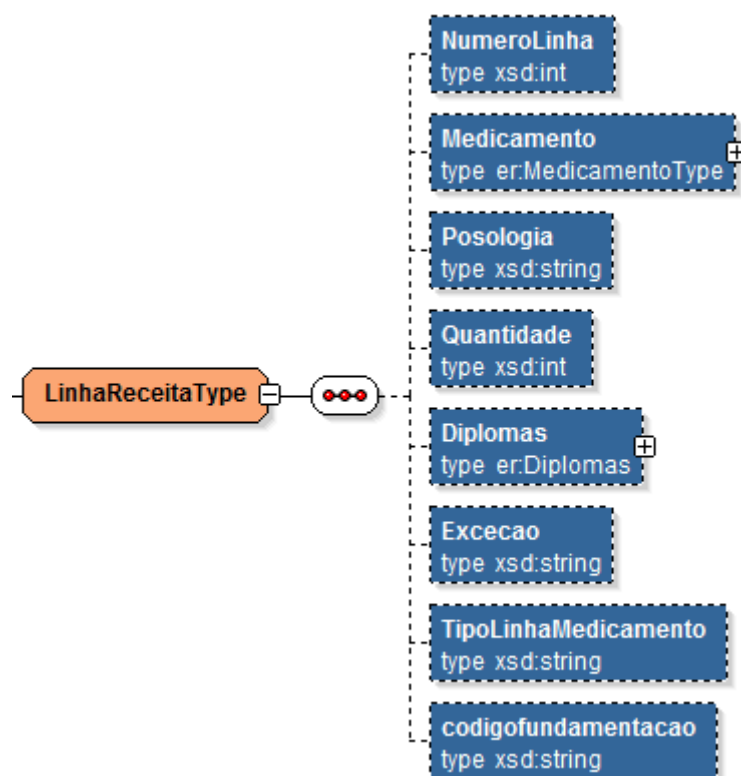 NumeroLinha
type xsd:int
Medicamento
type er:MedicamentoType
Posologia
type xsd:string
Quantidade
type xsd:int
LinhaReceitaType
Diplomas
type er:Diplomas
Excecao
type xsd:string
TipoLinhaMedicamento
type xsd:string
codigofundamentacao
type xsd:string